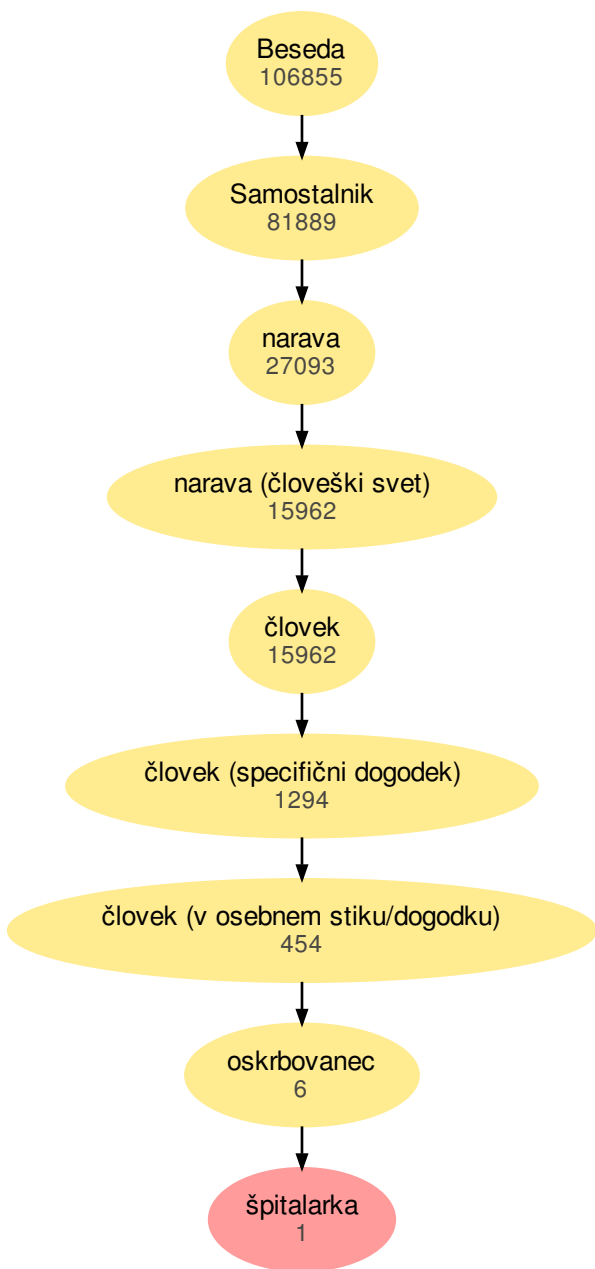 Beseda
106855
Samostalnik
81889
narava
27093
narava (človeški svet)
15962
človek
15962
človek (specifični dogodek)
1294
človek (v osebnem stiku/dogodku)
454
oskrbovanec
6
špitalarka
1